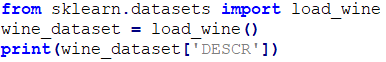 from sklearn.datasets import load_wine
wine_dataset = load_wine()
print(wine_dataset['DESCR'])